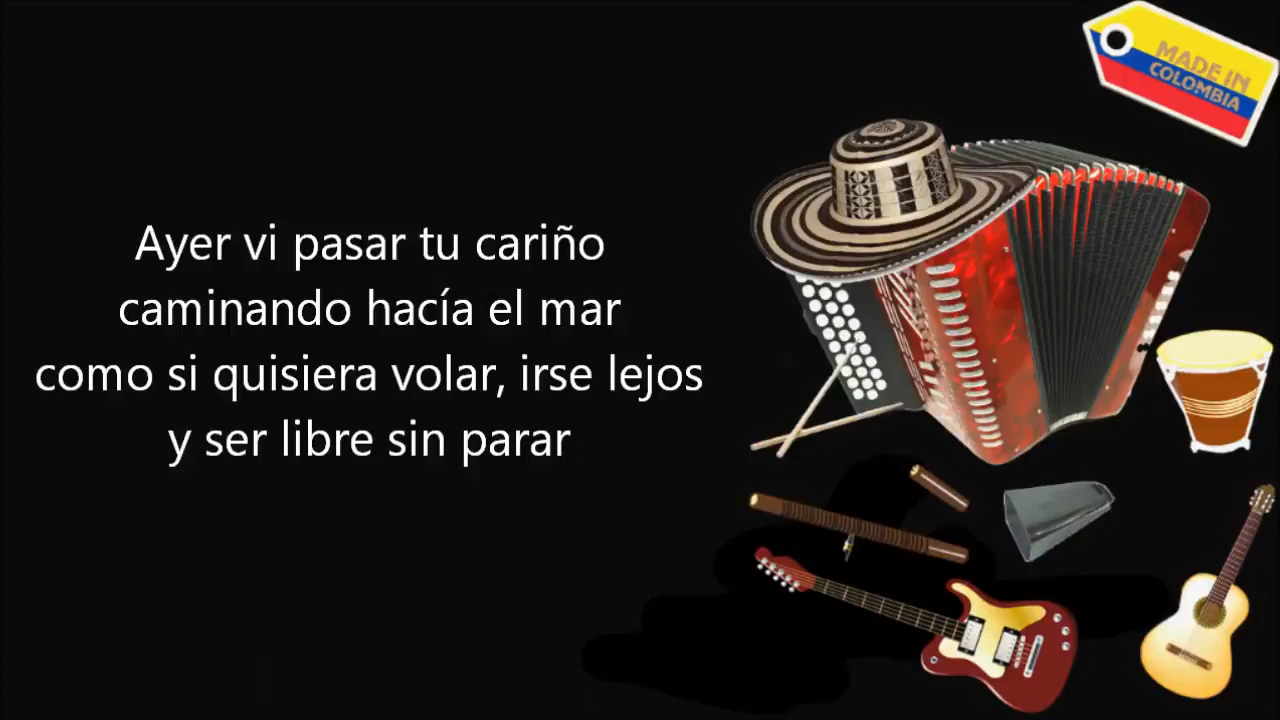 MADE IN
COLOMBIA
Ayer vi pasar tu cariño
caminando hacía el mar
como si quisiera volar, irse lejos
y ser libre sin parar